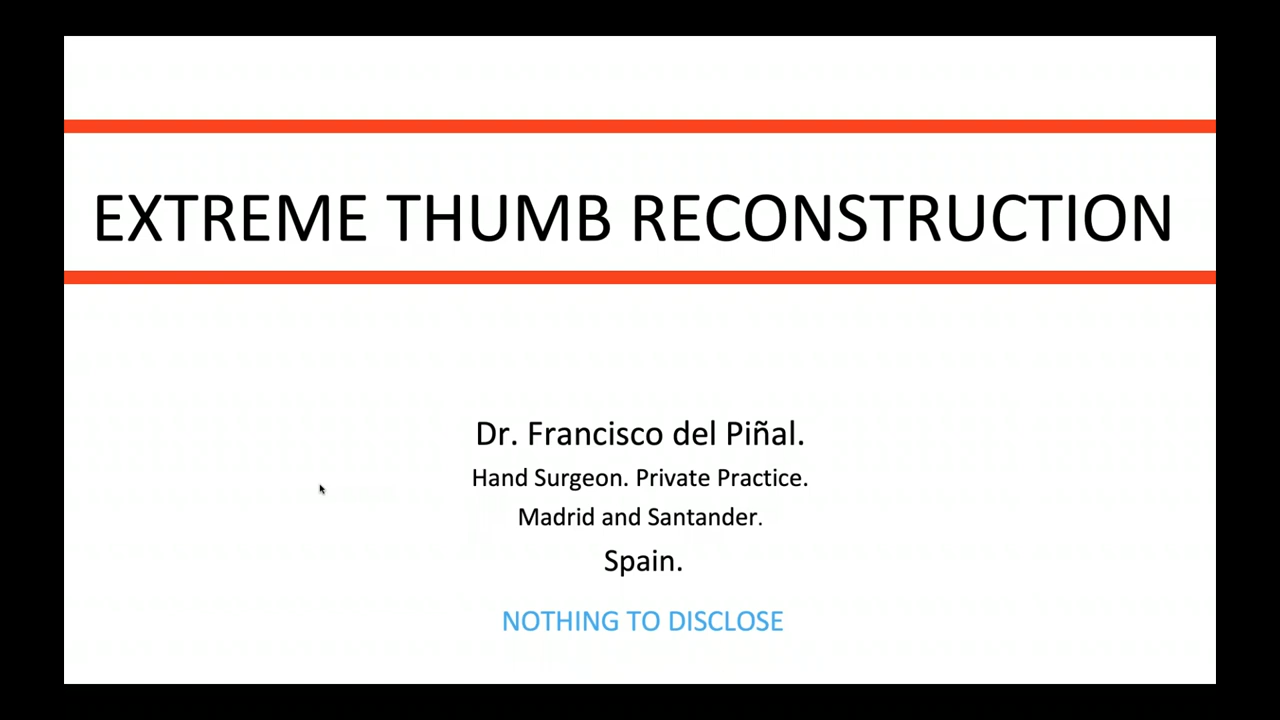 EXTREME THUMB RECONSTRUCTION
Dr. Francisco del Piñal.
Hand Surgeon. Private Practice.
Madrid and Santander.
Spain.
NOTHING TO DISCLOSE